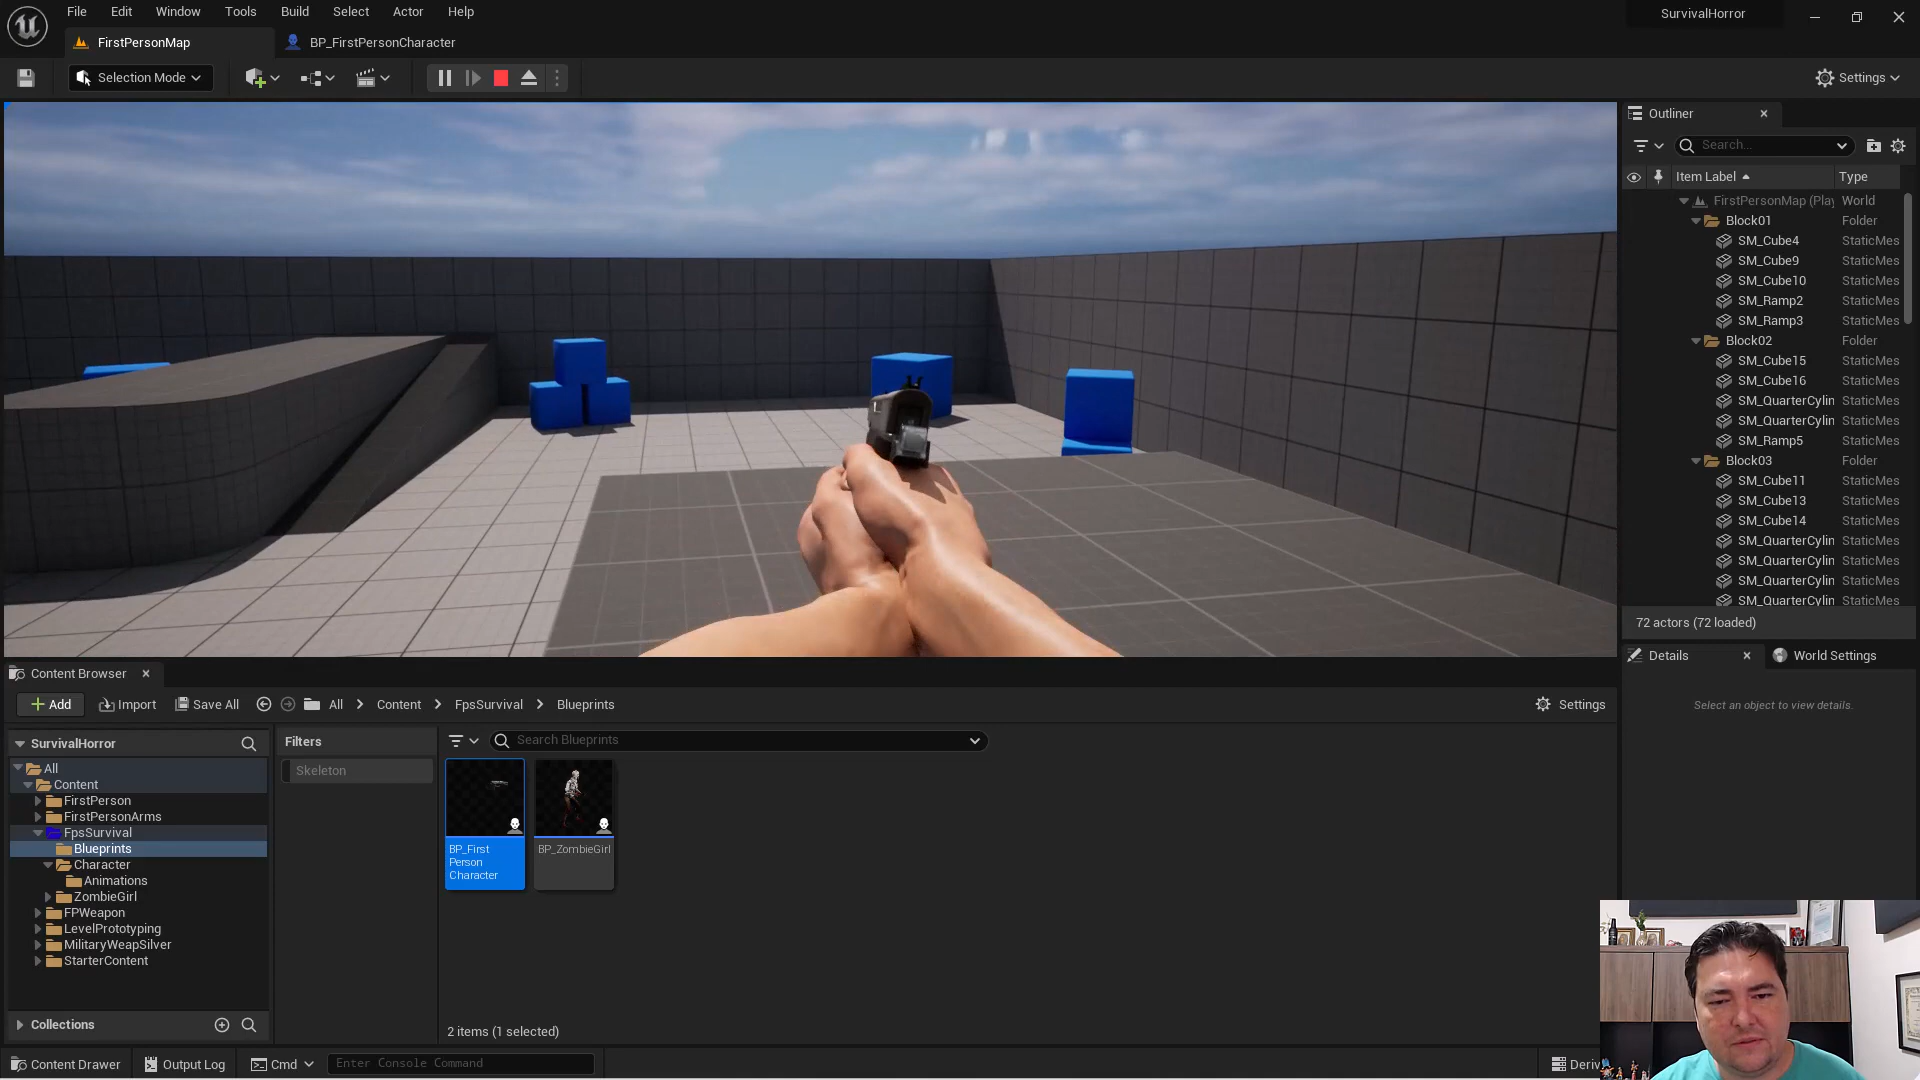 File Edit Window Tools Build Select Actor Help
SurvivalHorror
FirstPersonMap
BP_FirstPersonCharacter
Selection Mode
Settings
Outliner
Search...
Item Label Type
FirstPersonMap (Play World
Block01 Folder
SM_Cube4 StaticMes
SM_Cube9 StaticMes
SM_Cube10 StaticMes
SM_Ramp2 StaticMes
SM_Ramp3 StaticMes
Block02 Folder
SM_Cube15 StaticMes
SM_Cube16 StaticMes
SM_QuarterCylin StaticMes
SM_QuarterCylin StaticMes
SM_Ramp5 StaticMes
Block03 Folder
SM_Cube11 StaticMes
SM_Cube13 StaticMes
SM_Cube14 StaticMes
SM_QuarterCylin StaticMes
SM_QuarterCylin StaticMes
SM_QuarterCylin StaticMes
SM_QuarterCylin StaticMes
72 actors (72 loaded)
Details
World Settings
Select an object to view details.
Content Browser
Add Import Save All All Content FpsSurvival Blueprints
Settings
SurvivalHorror
All
Content
FirstPerson
FirstPersonArms
FpsSurvival
Blueprints
Character
Animations
ZombieGirl
FPWeapon
LevelPrototyping
MilitaryWeapSilver
StarterContent
Collections
Filters
Skeleton
Search Blueprints
BP_First
Person
Character
BP_ZombieGirl
2 items (1 selected)
Content Drawer
Output Log
Cmd
Enter Console Command
Deriv